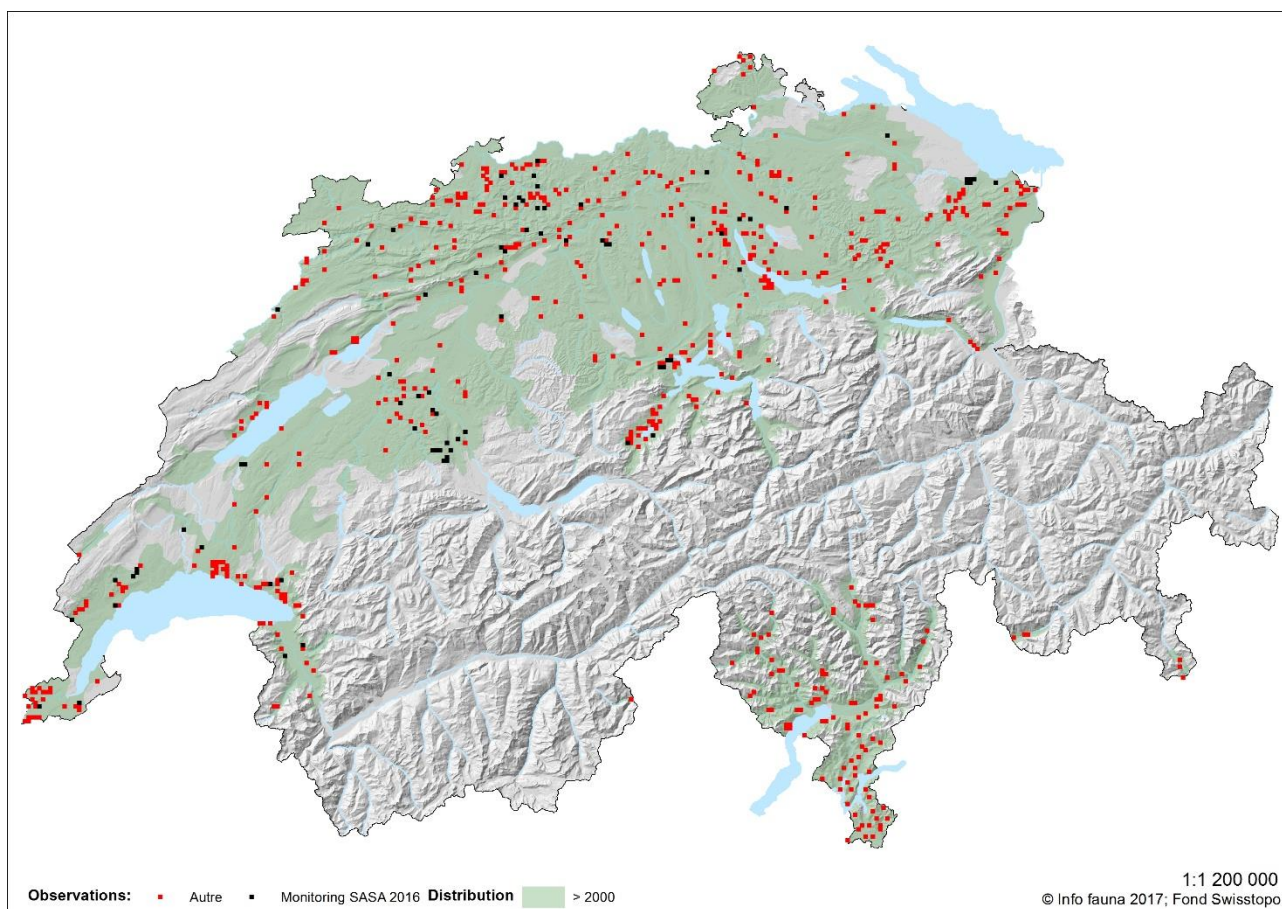 1:1 200 000
Observations: Autre Monitoring SASA 2016 Distribution > 2000
© Info fauna 2017; Fond Swisstopo